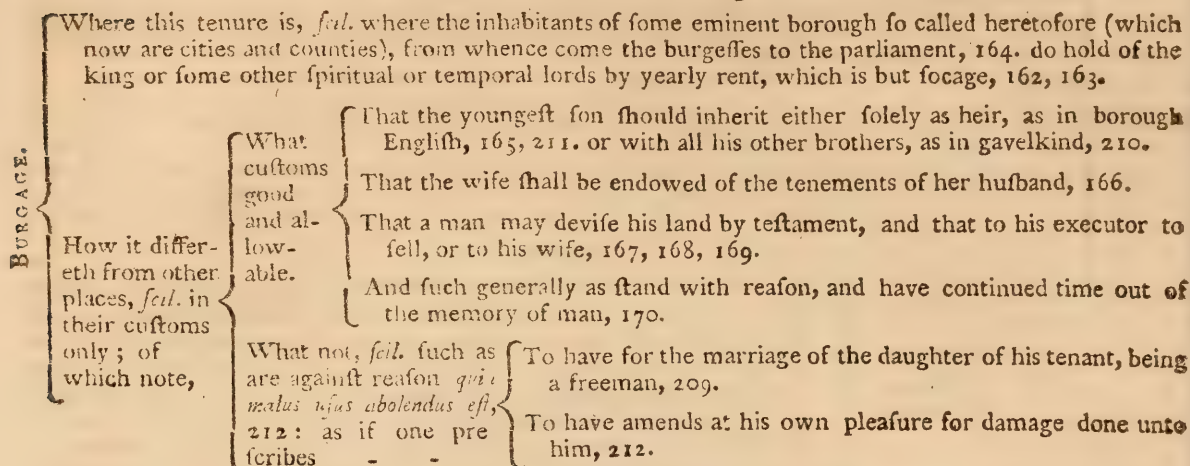 BURGAGE.
Where this tenure is, ſcil. where the inhabitants of ſome eminent borough ſo called heretofore (which
now are cities and counties), from whence come the burgeſſes to the parliament, 164. do hold of the
king or ſome other ſpiritual or temporal lords by yearly rent, which is but ſocage, 162, 163.
How it differ-
eth from other
places, ſcil. in
their cuſtoms
only; of
which note,
What
cuſtoms
good
and al-
low-
able.
That the youngeſt ſon ſhould inherit either ſolely as heir, as in borough
Engliſh, 165, 211. or with all his other brothers, as in gavelkind, 210.
That the wife ſhall be endowed of the tenements of her huſband, 166.
That a man may deviſe his land by teſtament, and that to his executor to
ſell, or to his wife, 167, 168, 169.
And ſuch generally as ſtand with reaſon, and have continued time out of
the memory of man, 170.
What not, ſcil. ſuch as
are againſt reaſon quia
malus uſus abolendus eſt,
212: as if one pre
ſcribes - -
To have for the marriage of the daughter of his tenant, being
a freeman, 209.
To have amends at his own pleaſure for damage done unto
him, 212.